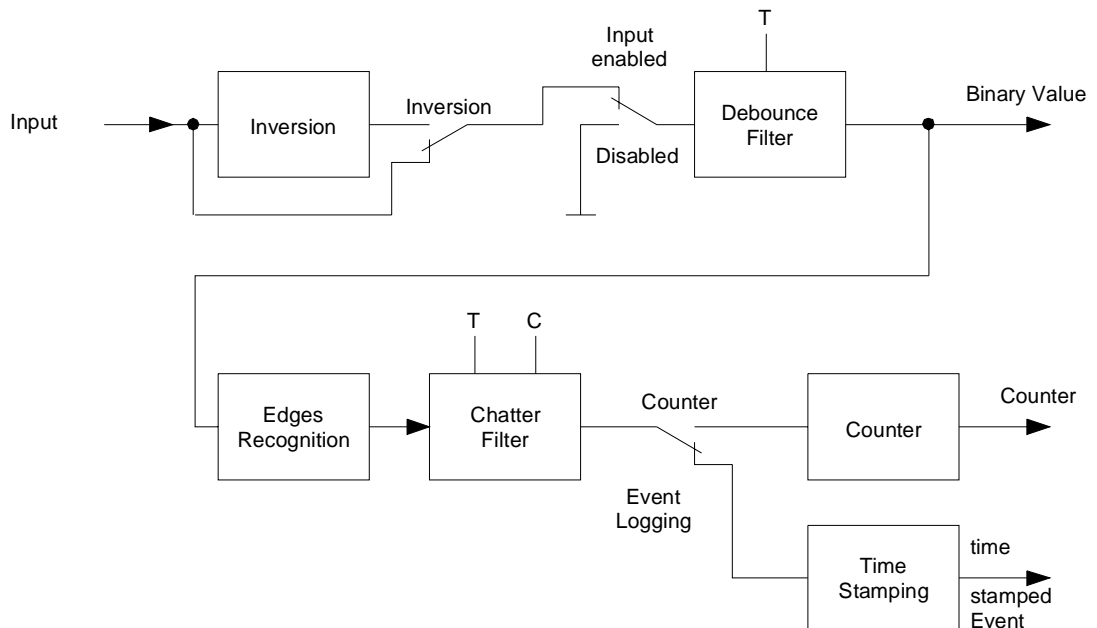 T
Input
enabled
Input
Inversion
Inversion
Disabled
Debounce
Filter
Binary Value
T
C
Edges
Recognition
Chatter
Filter
Counter
Event
Logging
Counter
Counter
Time
Stamping
time
stamped
Event